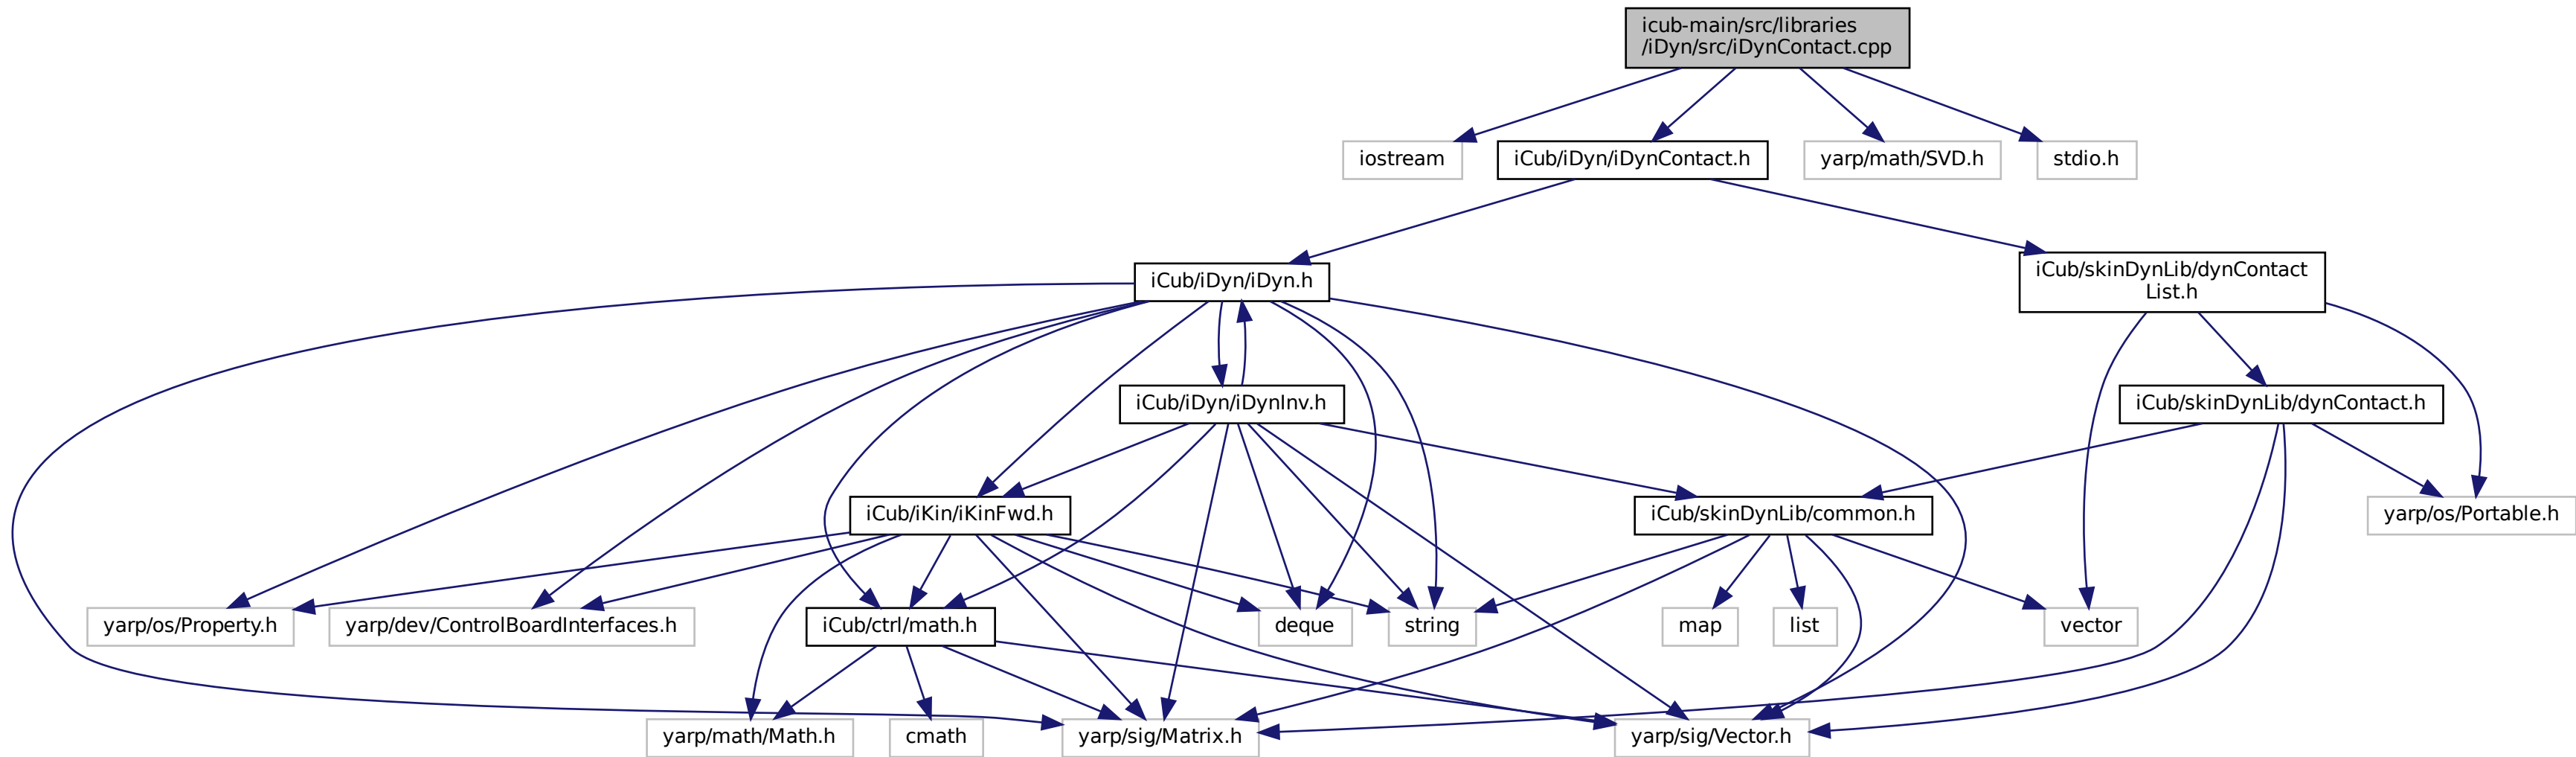 icub-main/src/libraries
/iDyn/src/iDynContact.cpp
iostream
iCub/iDyn/iDynContact.h
yarp/math/SVD.h
stdio.h
iCub/iDyn/iDyn.h
iCub/skinDynLib/dynContact
List.h
iCub/iDyn/iDynInv.h
iCub/skinDynLib/dynContact.h
iCub/iKin/iKinFwd.h
iCub/skinDynLib/common.h
yarp/os/Portable.h
yarp/os/Property.h
yarp/dev/ControlBoardInterfaces.h
iCub/ctrl/math.h
deque
string
map
list
vector
yarp/math/Math.h
cmath
yarp/sig/Matrix.h
yarp/sig/Vector.h